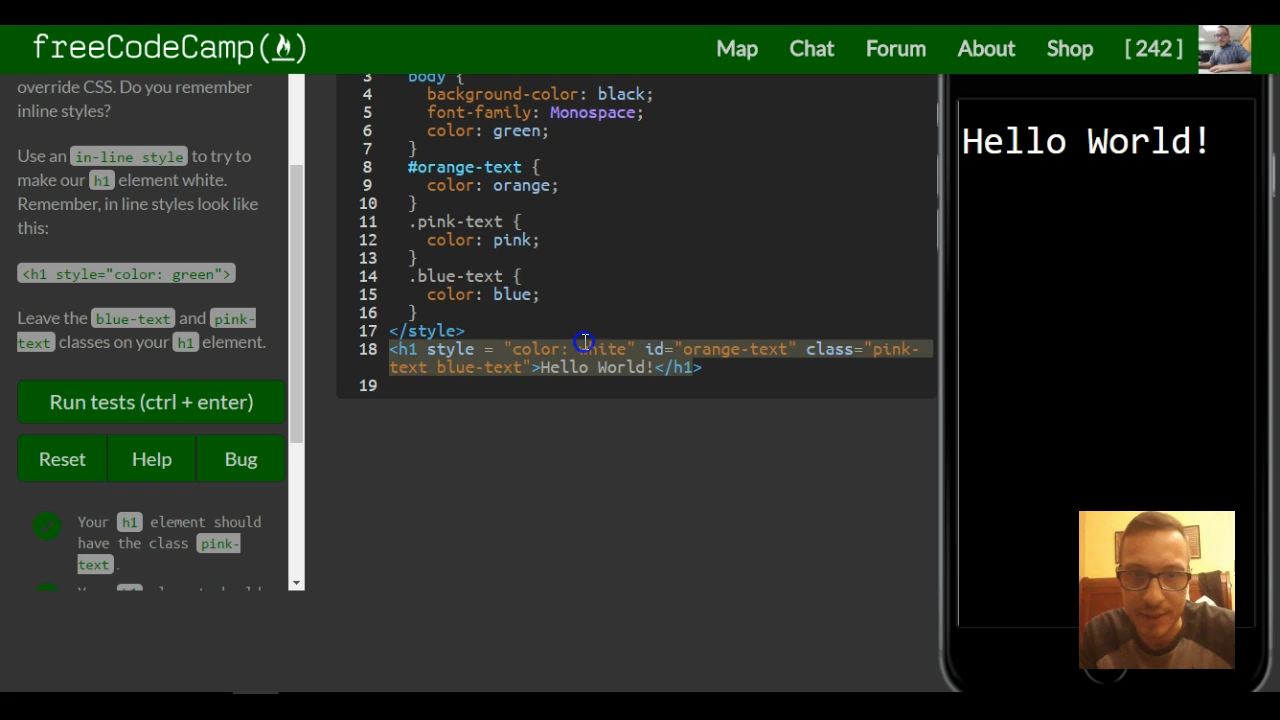 freeCodeCamp
Map Chat Forum About Shop [ 242 ]
override CSS. Do you remember
inline styles?
Use an in-line style to try to
make our h1 element white.
Remember, in line styles look like
this:
<h1 style="color: green">
Leave the blue-text and pink-
text classes on your h1 element.
Run tests (ctrl + enter)
Reset Help Bug
Your h1 element should
have the class pink-
text .
3 body {
4 background-color: black;
5 font-family: Monospace;
6 color: green;
7 }
8 #orange-text {
9 color: orange;
10 }
11 .pink-text {
12 color: pink;
13 }
14 .blue-text {
15 color: blue;
16 }
17 </style>
18 <h1 style = "color: white" id="orange-text" class="pink-
text blue-text">Hello World!</h1>
19
Hello World!